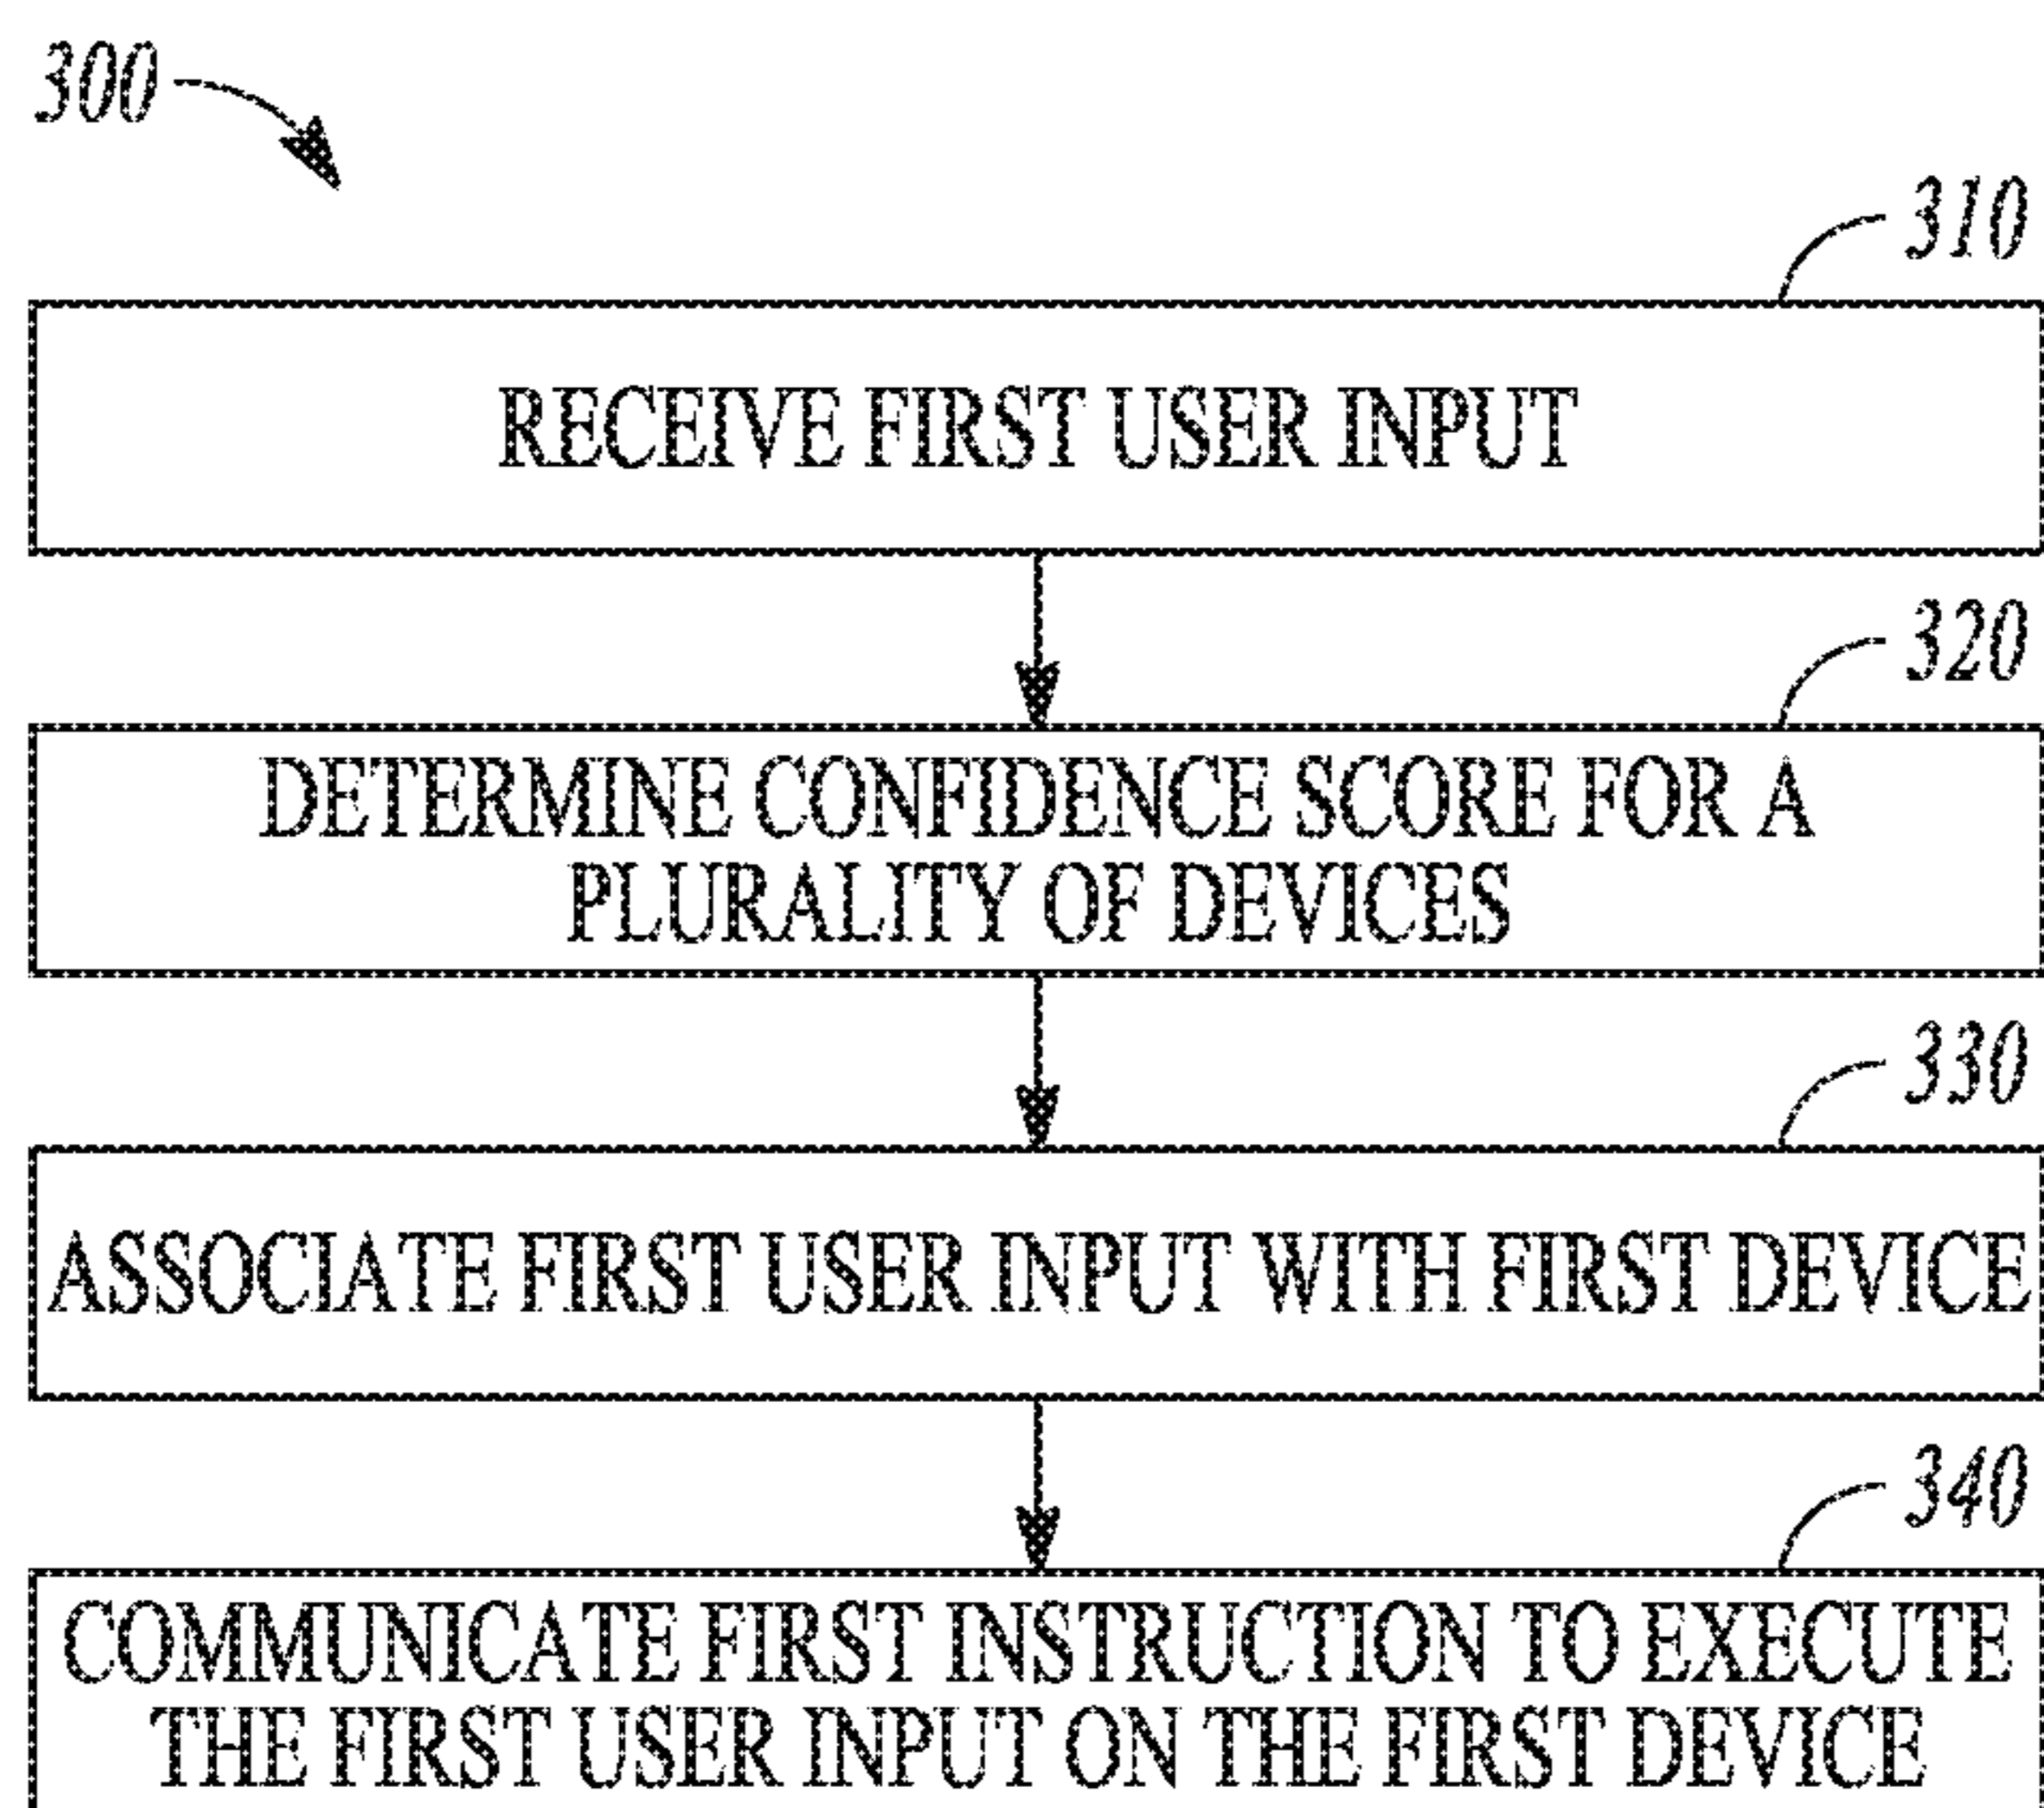 300
310
RECEIVE FIRST USER INPUT
320
DETERMINE CONFIDENCE SCORE FOR A
PLURALITY OF DEVICES
330
ASSOCIATE FIRST USER INPUT WITH FIRST DEVICE
340
COMMUNICATE FIRST INSTRUCTION TO EXECUTE
THE FIRST USER INPUT ON THE FIRST DEVICE